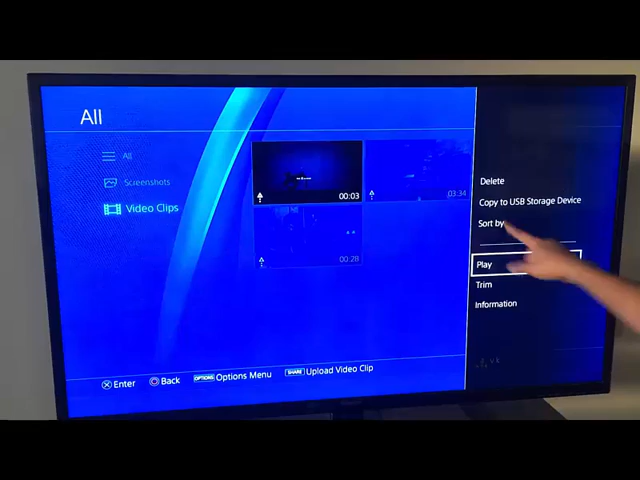 All
All
Screenshots
Video Clips
00:03
03:34
00:28
Delete
Copy to USB Storage Device
Sort by
Play
Trim
Information
Enter
Back
OPTIONS Options Menu
SHARE Upload Video Clip